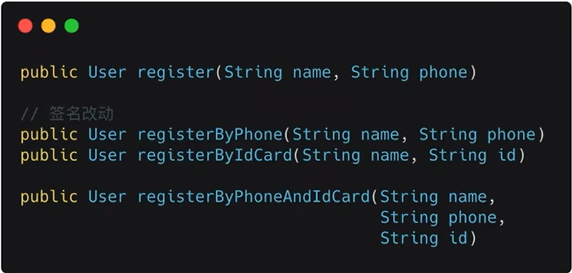 public User register(String name, String phone)
// 签名改动
public User registerByPhone(String name, String phone)
public User registerByIdCard(String name, String id)
public User registerByPhoneAndIdCard(String name,
String phone,
String id)